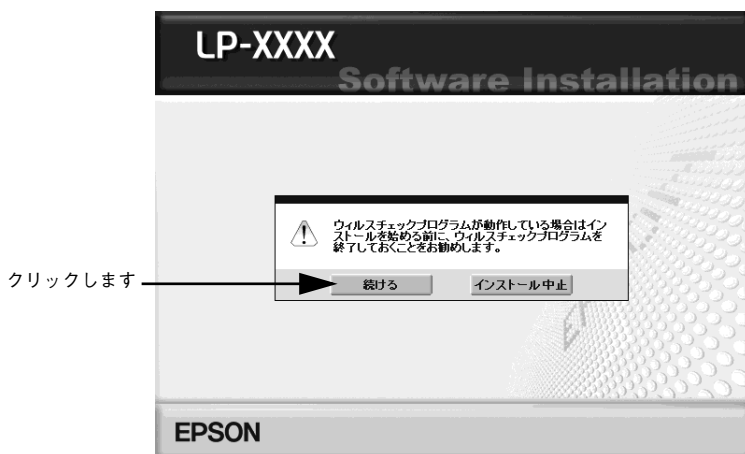 LP-XXXX
Software Installation
ウィルスチェックプログラムが動作している場合はイン
ストールを始める前に、ウィルスチェックプログラムを
終了しておくことをお勧めします。
クリックします
続ける
インストール中止
EPSON